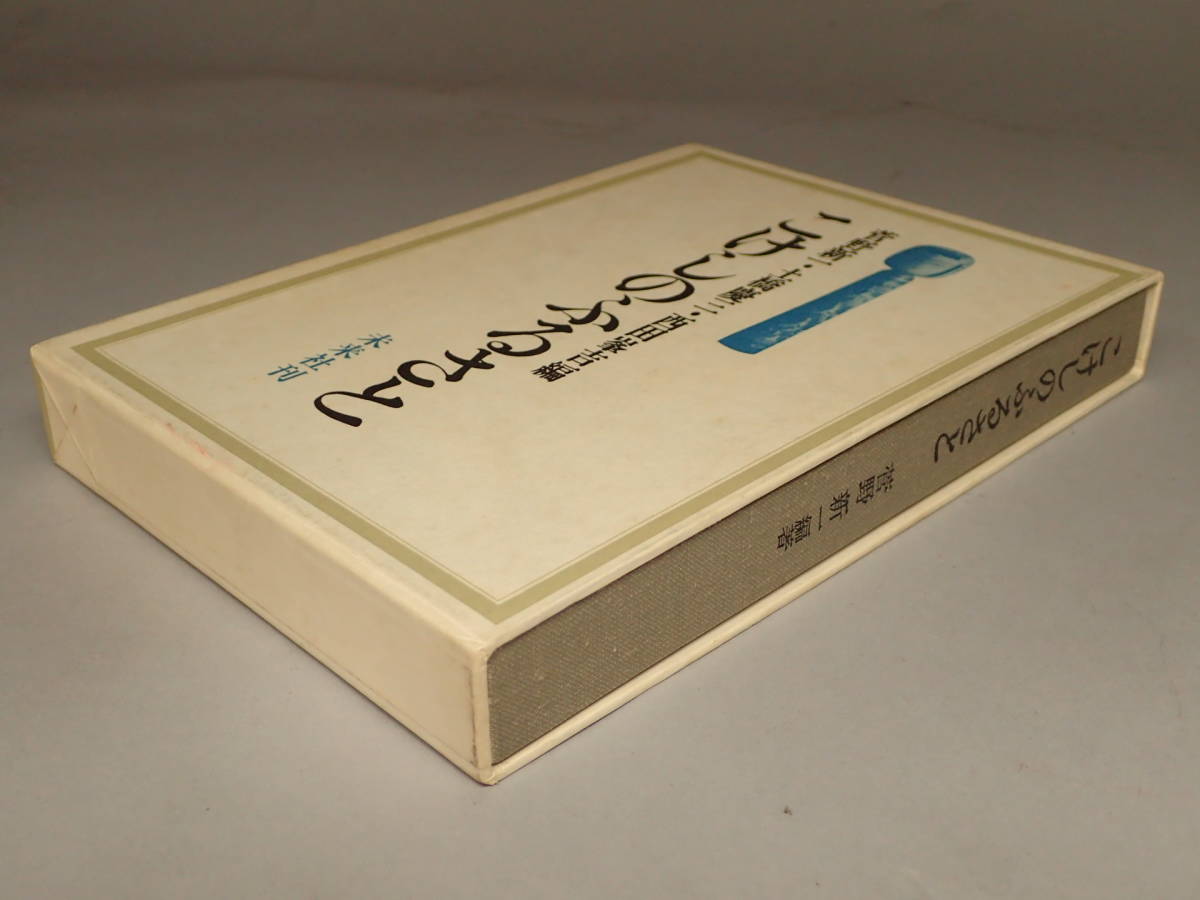 菅野新一・土橋慶三・西田峯吉編
こけしのふるさと
未来社刊
こけしのふるさと
菅野新一編著